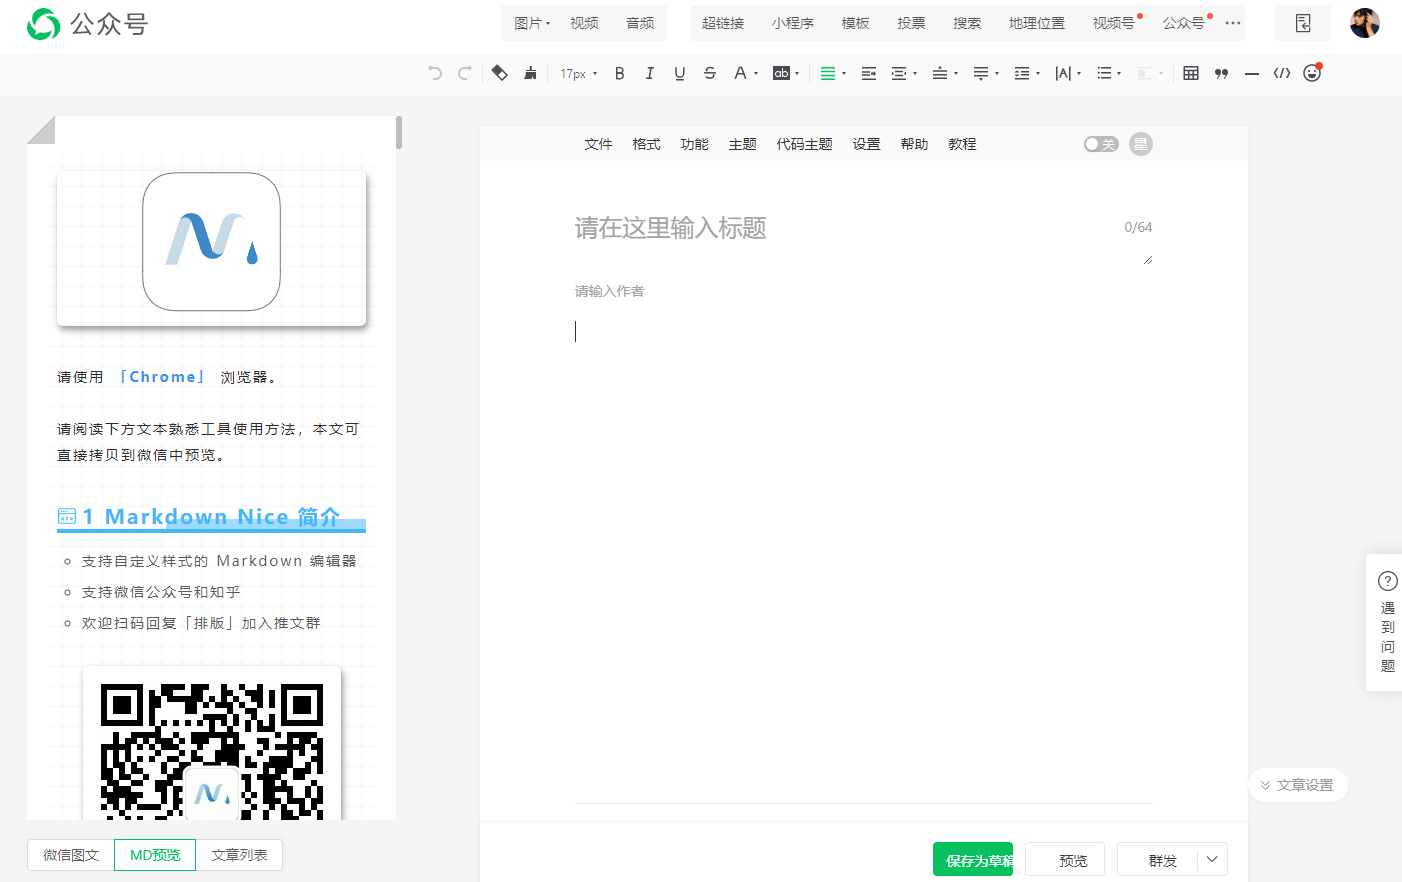 公众号
图片 视频 音频 超链接 小程序 模板 投票 搜索 地理位置 视频号 公众号
17px B I U S A ab A
文件 格式 功能 主题 代码主题 设置 帮助 教程 关 星
请在这里输入标题 0/64
请输入作者
请使用 「Chrome」 浏览器。
请阅读下方文本熟悉工具使用方法，本文可
直接拷贝到微信中预览。
1 Markdown Nice 简介
支持自定义样式的 Markdown 编辑器
支持微信公众号和知乎
欢迎扫码回复「排版」加入推文群
遇到问题
文章设置
微信图文 MD预览 文章列表
保存为草稿 预览 群发